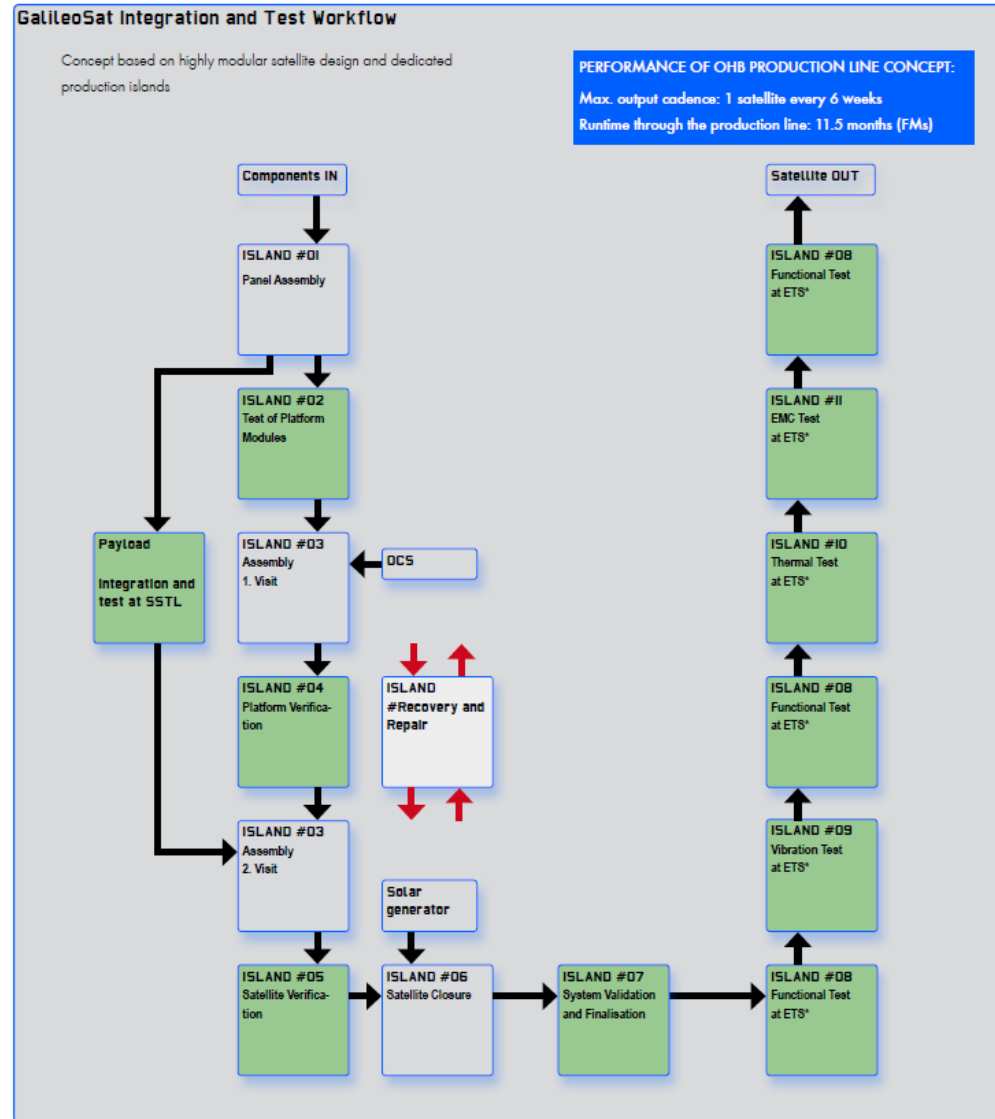 GalileoSat Integration and Test Workflow
Concept based on highly modular satellite design and dedicated
production islands
PERFORMANCE OF OHB PRODUCTION LINE CONCEPT:
Max. output cadence: 1 satellite every 6 weeks
Runtime through the production line: 11.5 months (FMs)
Components IN
Satellite OUT
ISLAND #01
Panel Assembly
ISLAND #08
Functional Test
at ETS*
ISLAND #02
Test of Platform
Modules
ISLAND #11
EMC Test
at ETS*
Payload
Integration and
test at SSTL
ISLAND #03
Assembly
1. Visit
OCS
ISLAND #10
Thermal Test
at ETS*
ISLAND #04
Platform Verifica-
tion
ISLAND
#Recovery and
Repair
ISLAND #08
Functional Test
at ETS*
ISLAND #03
Assembly
2. Visit
ISLAND #09
Vibration Test
at ETS*
Solar
generator
ISLAND #05
Satellite Verifica-
tion
ISLAND #06
Satellite Closure
ISLAND #07
System Validation
and Finalisation
ISLAND #08
Functional Test
at ETS*